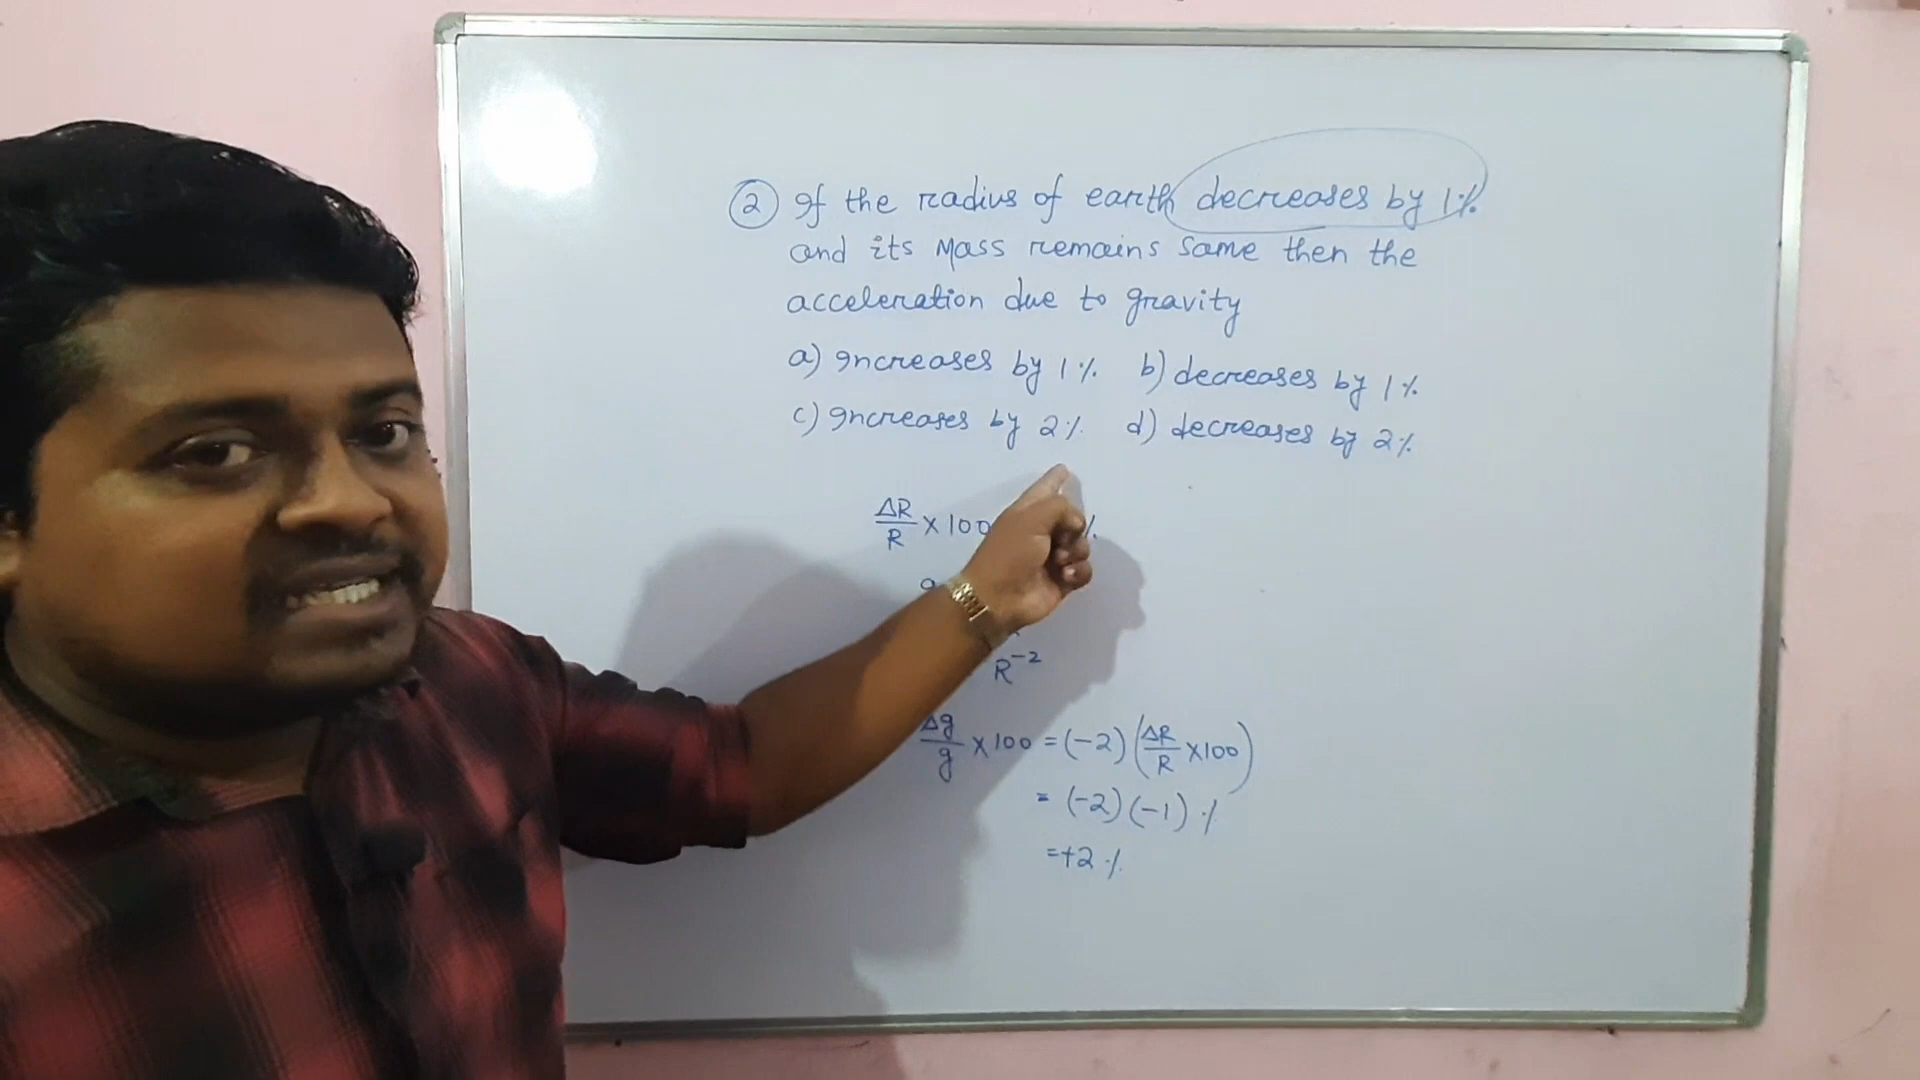 ② If the radius of earth decreases by 1%
and its Mass remains same then the
acceleration due to gravity
a) Increases by 1% b) decreases by 1%
c) Increases by 2% d) decreases by 2%
ΔR/R × 100 %
g
R⁻²
Δg/g × 100 = (-2) (ΔR/R × 100)
= (-2) (-1) %
= +2 %